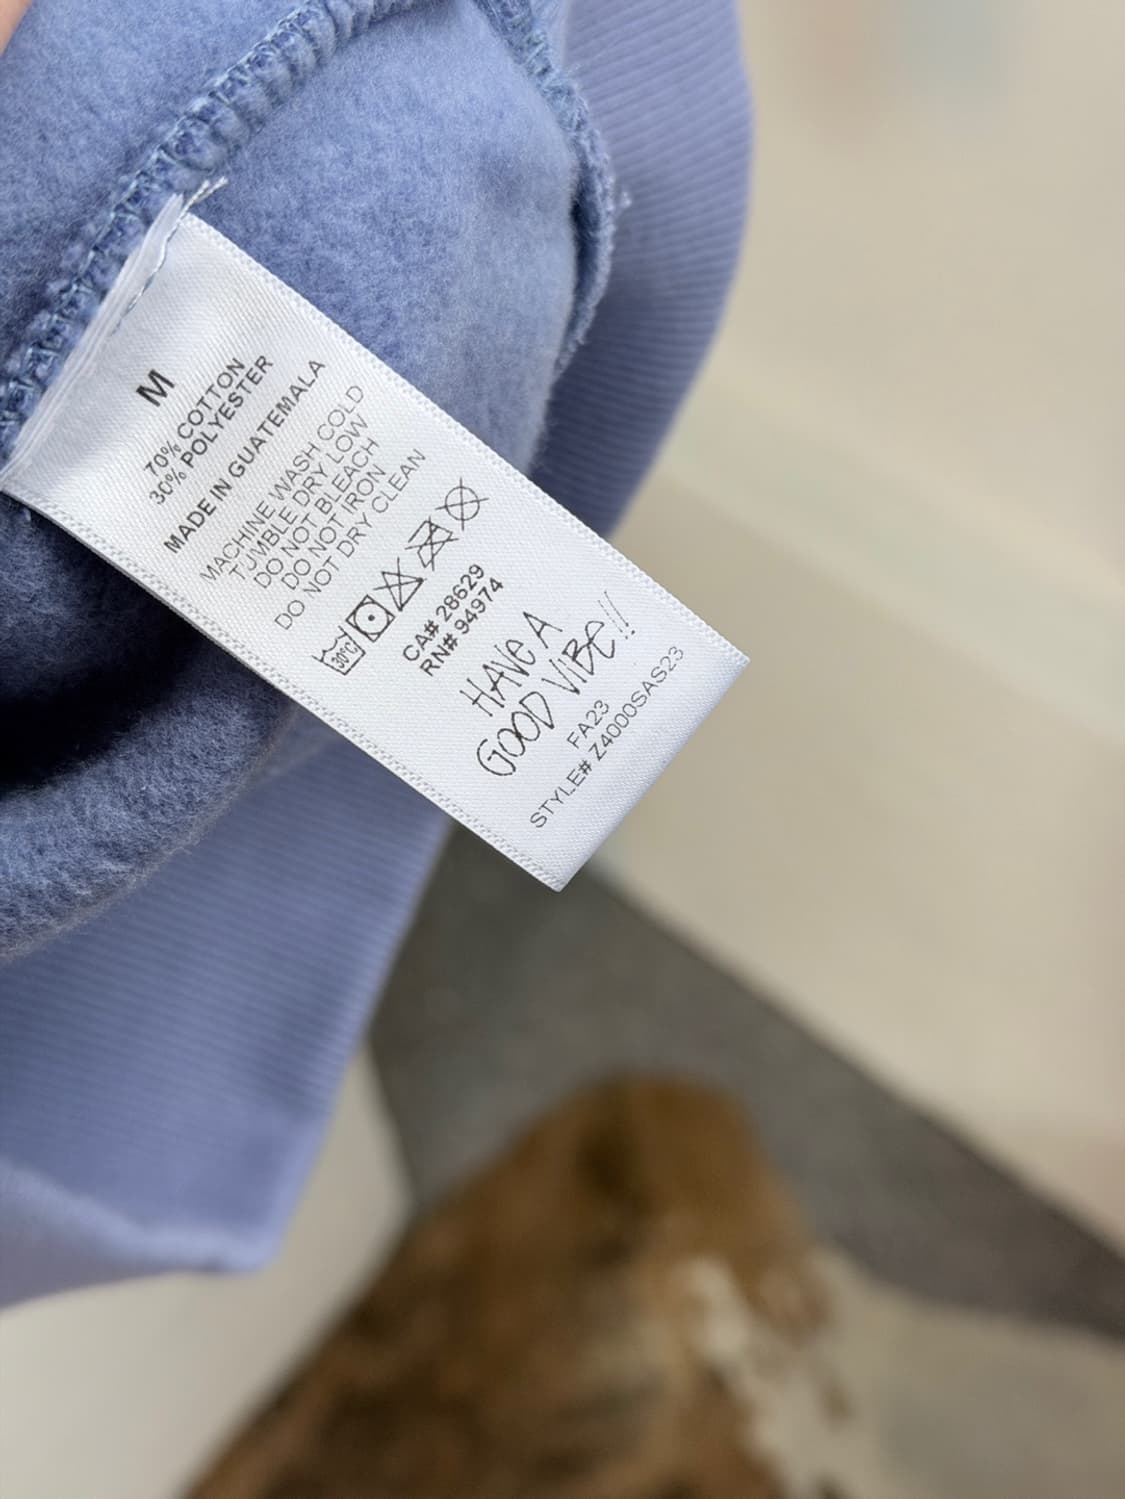 M
70% COTTON
30% POLYESTER
MADE IN GUATEMALA
MACHINE WASH COLD
TUMBLE DRY LOW
DO NOT BLEACH
DO NOT IRON
DO NOT DRY CLEAN
30°C
CA# 28629
RN# 94974
HAVE A
GOOD VIBE!!
FA23
STYLE# Z4000SAS23